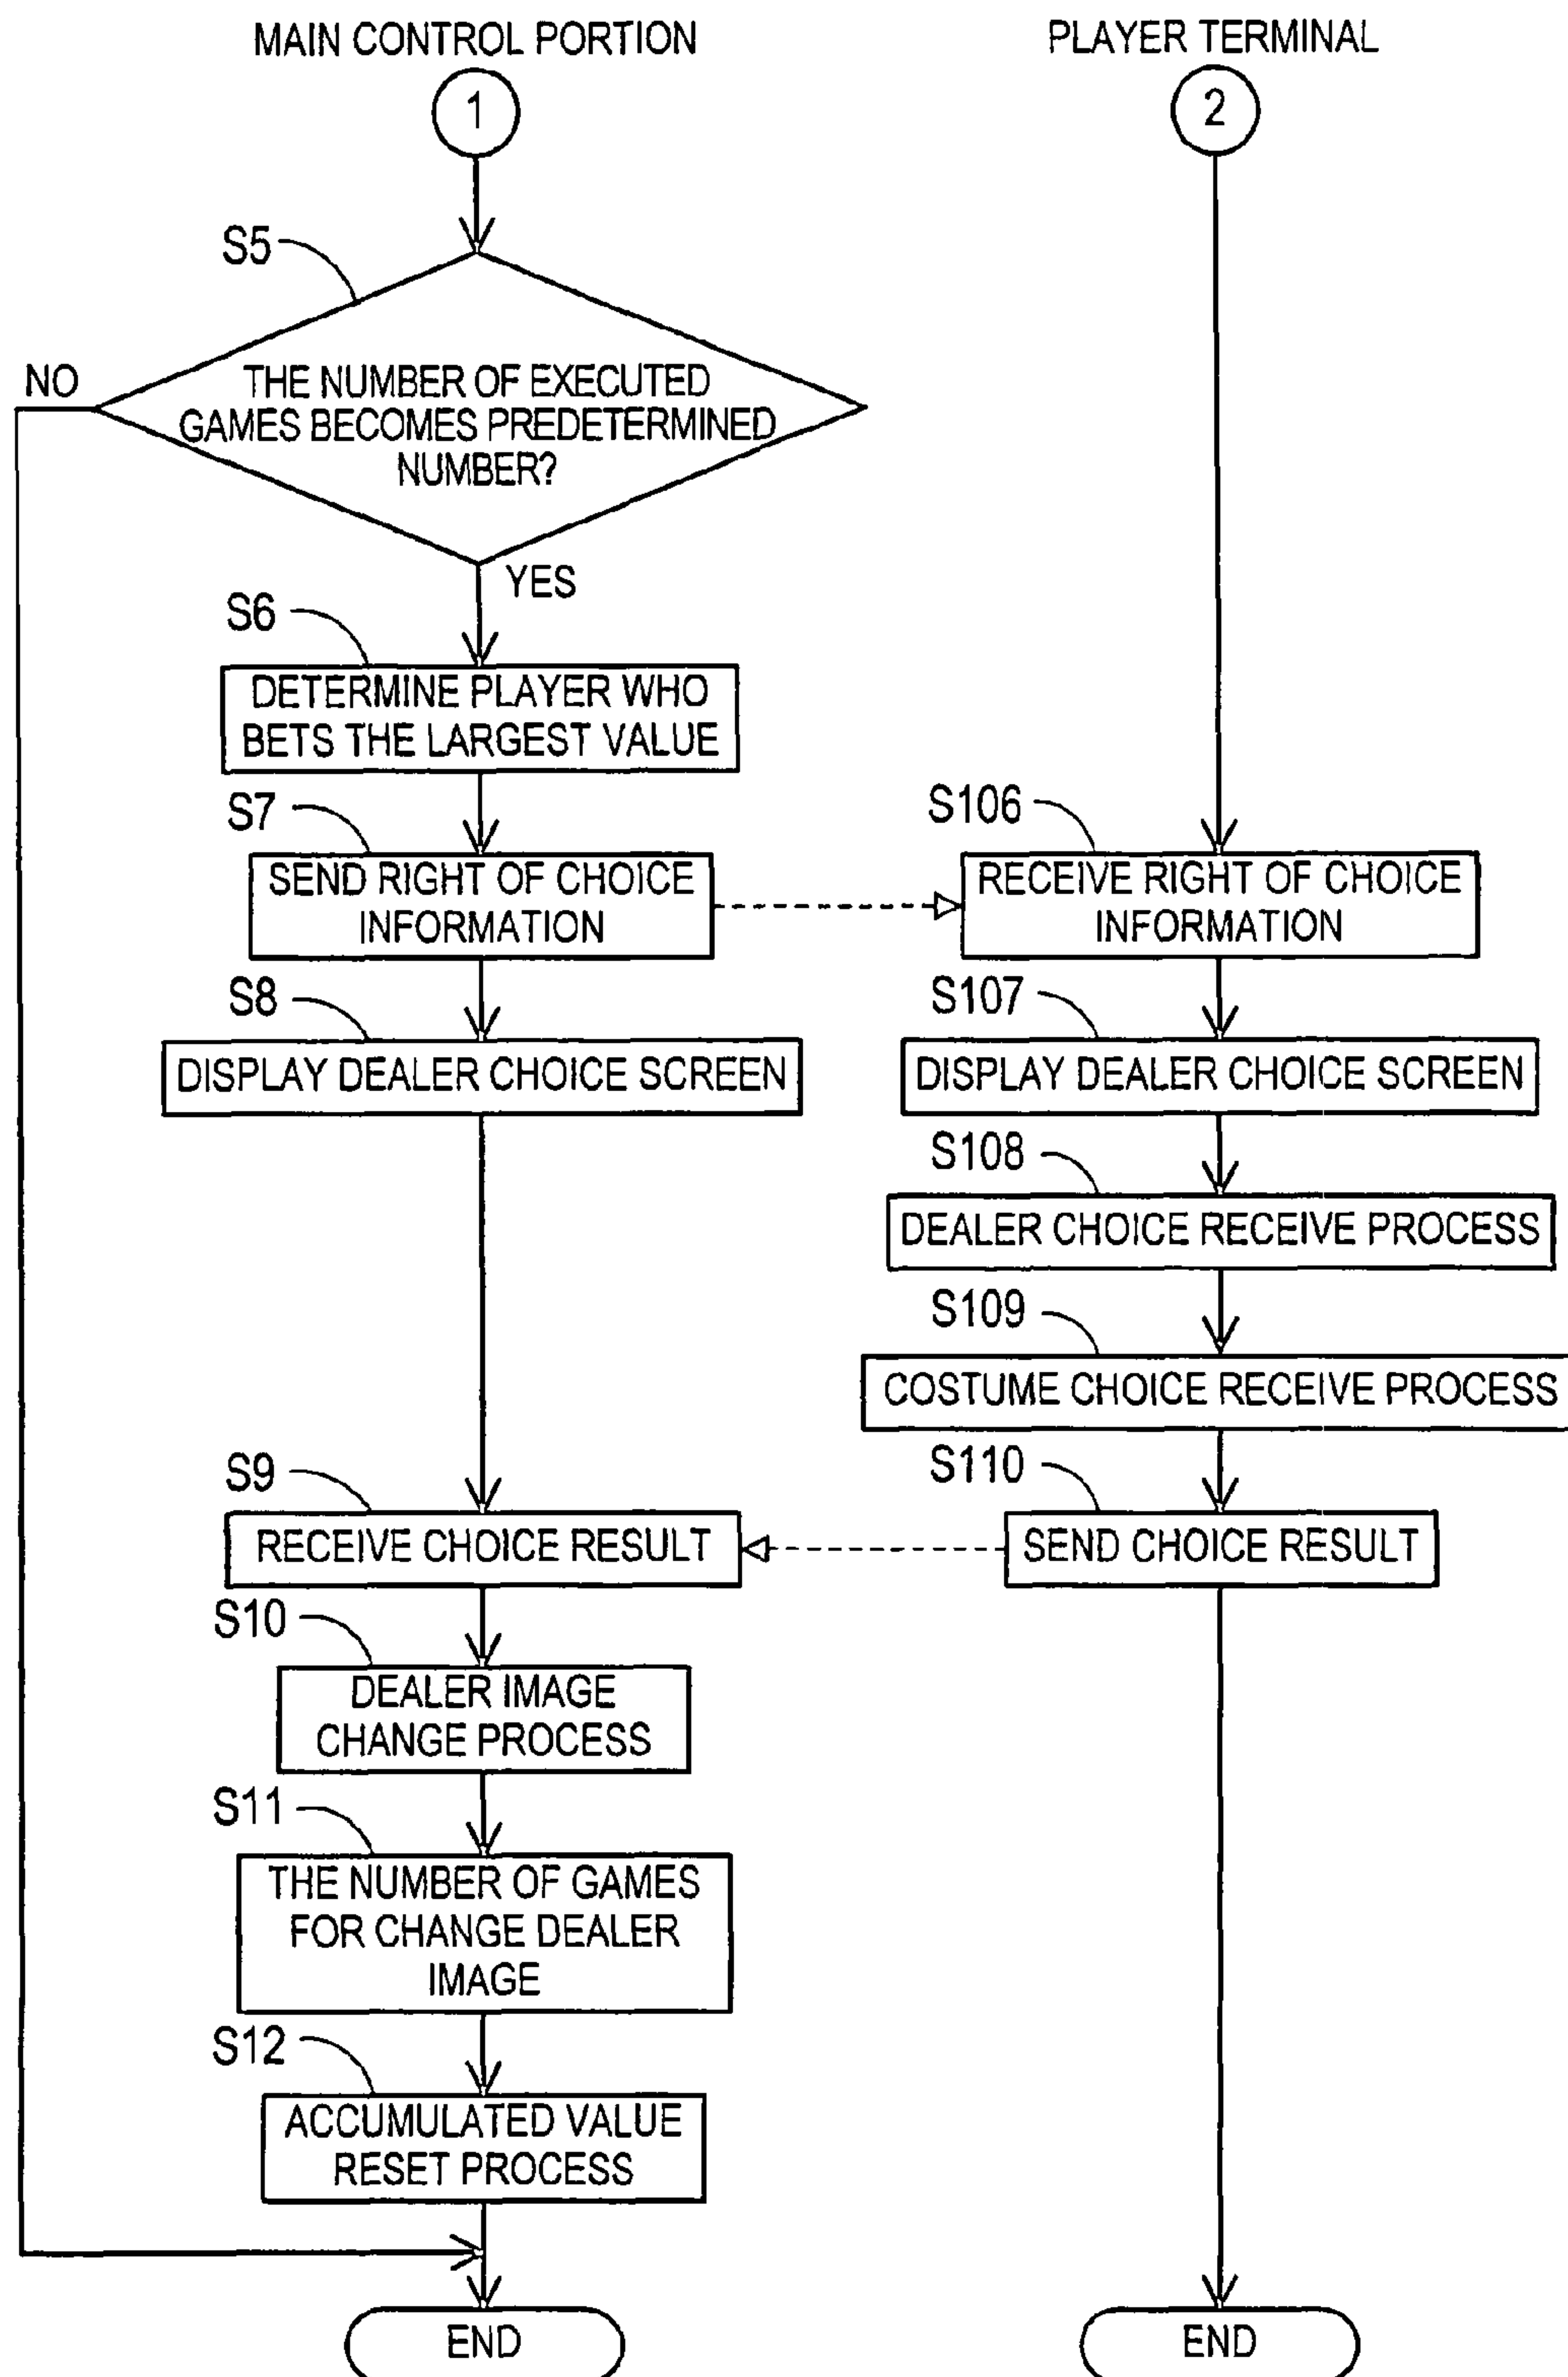 MAIN CONTROL PORTION
1
S5
NO
THE NUMBER OF EXECUTED
GAMES BECOMES PREDETERMINED
NUMBER?
YES
S6
DETERMINE PLAYER WHO
BETS THE LARGEST VALUE
S7
SEND RIGHT OF CHOICE
INFORMATION
S8
DISPLAY DEALER CHOICE SCREEN
S9
RECEIVE CHOICE RESULT
S10
DEALER IMAGE
CHANGE PROCESS
S11
THE NUMBER OF GAMES
FOR CHANGE DEALER
IMAGE
S12
ACCUMULATED VALUE
RESET PROCESS
END
PLAYER TERMINAL
2
S106
RECEIVE RIGHT OF CHOICE
INFORMATION
S107
DISPLAY DEALER CHOICE SCREEN
S108
DEALER CHOICE RECEIVE PROCESS
S109
COSTUME CHOICE RECEIVE PROCESS
S110
SEND CHOICE RESULT
END